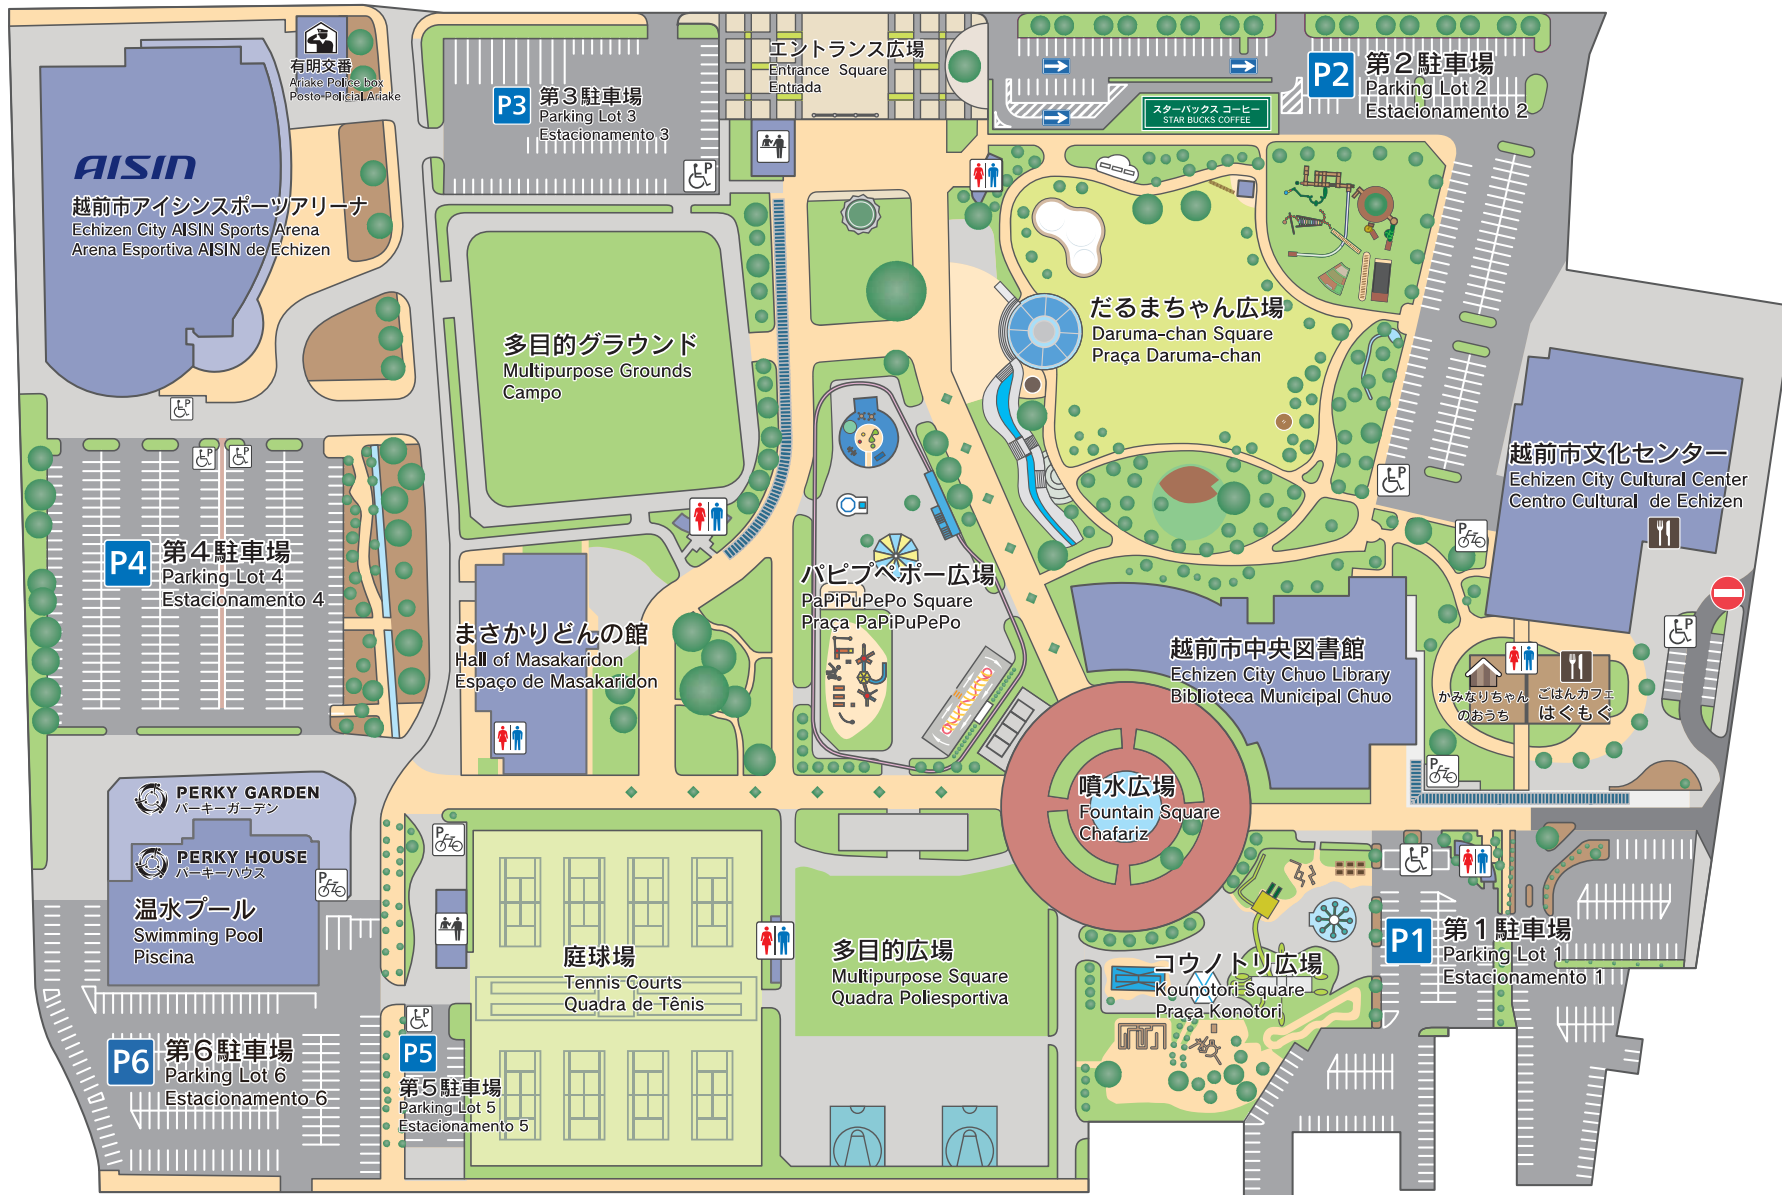 有明交番
Ariake Police box
Posto Policial Ariake
AISIN
越前市アイシンスポーツアリーナ
Echizen City AISIN Sports Arena
Arena Esportiva AISIN de Echizen
P3
第3駐車場
Parking Lot 3
Estacionamento 3
P
エントランス広場
Entrance Square
Entrada
スターバックス コーヒー
STAR BUCKS COFFEE
P2
第2駐車場
Parking Lot 2
Estacionamento 2
多目的グラウンド
Multipurpose Grounds
Campo
だるまちゃん広場
Daruma-chan Square
Praça Daruma-chan
P
P
P
P
越前市文化センター
Echizen City Cultural Center
Centro Cultural de Echizen
P
P4
第4駐車場
Parking Lot 4
Estacionamento 4
パピプペポー広場
PaPiPuPePo Square
Praça PaPiPuPePo
まさかりどんの館
Hall of Masakaridon
Espaço de Masakaridon
越前市中央図書館
Echizen City Chuo Library
Biblioteca Municipal Chuo
P
かみなりちゃん
のおうち
ごはんカフェ
はぐもぐ
P
PERKY GARDEN
パーキーガーデン
PERKY HOUSE
パーキーハウス
P
温水プール
Swimming Pool
Piscina
噴水広場
Fountain Square
Chafariz
P
P
P1
第1駐車場
Parking Lot 1
Estacionamento 1
庭球場
Tennis Courts
Quadra de Tênis
多目的広場
Multipurpose Square
Quadra Poliesportiva
コウノトリ広場
Kounotori Square
Praça Konotori
P6
第6駐車場
Parking Lot 6
Estacionamento 6
P
P5
第5駐車場
Parking Lot 5
Estacionamento 5